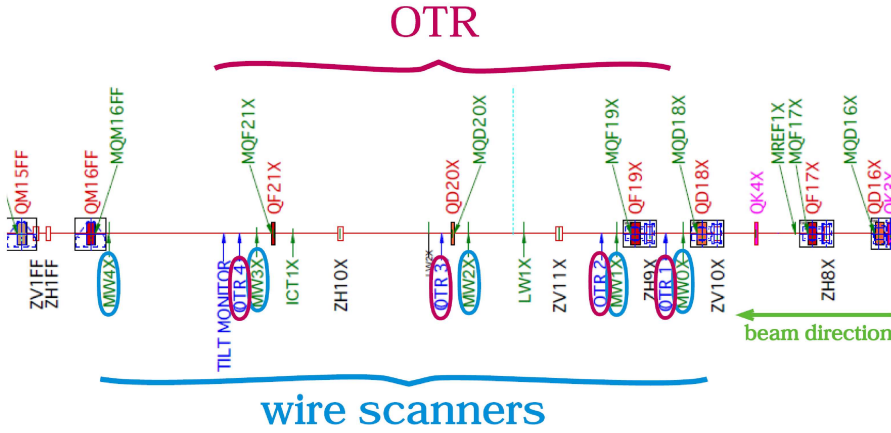 OTR
QM15FF
QM16FF
MQM16FF
MQF21X
QF21X
QD20X
MQD20X
MQF19X
QF19X
MQD18X
QD18X
QK4X
MREF1X
MQF17X
QF17X
MQD16X
QD16X
ZV1FF
ZH1FF
MW4X
TILT MONITOR
OTR 4
MW3X
ICT1X
ZH10X
LW2X
OTR 3
MW2X
LW1X
ZV11X
OTR 2
MW1X
ZH9X
OTR 1
MW0X
ZV10X
ZH8X
beam direction
wire scanners